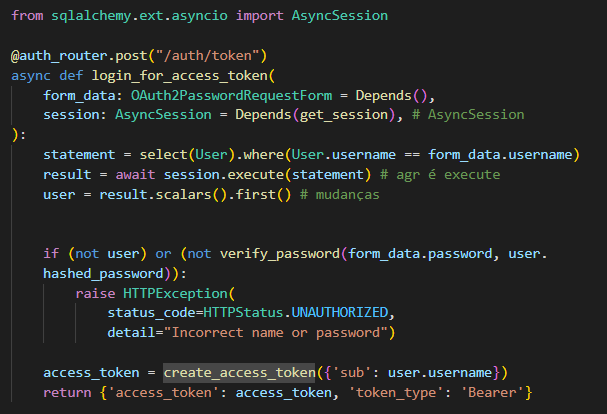 from sqlalchemy.ext.asyncio import AsyncSession
@auth_router.post("/auth/token")
async def login_for_access_token(
    form_data: OAuth2PasswordRequestForm = Depends(),
    session: AsyncSession = Depends(get_session), # AsyncSession
):
    statement = select(User).where(User.username == form_data.username)
    result = await session.execute(statement) # agr é execute
    user = result.scalars().first() # mudanças
    if (not user) or (not verify_password(form_data.password, user.
    hashed_password)):
        raise HTTPException(
            status_code=HTTPStatus.UNAUTHORIZED,
            detail="Incorrect name or password")
    access_token = create_access_token({'sub': user.username})
    return {'access_token': access_token, 'token_type': 'Bearer'}